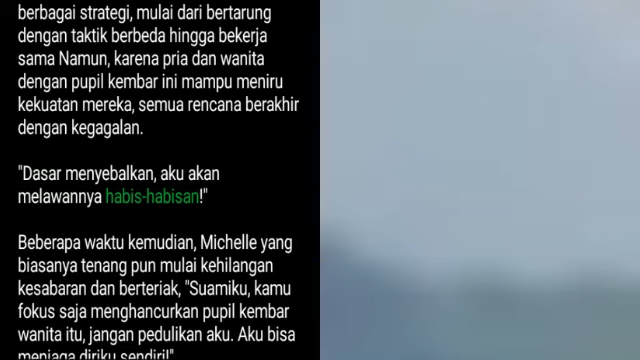 berbagai strategi, mulai dari bertarung
dengan taktik berbeda hingga bekerja
sama Namun, karena pria dan wanita
dengan pupil kembar ini mampu meniru
kekuatan mereka, semua rencana berakhir
dengan kegagalan.
"Dasar menyebalkan, aku akan
melawannya habis-habisan!"
Beberapa waktu kemudian, Michelle yang
biasanya tenang pun mulai kehilangan
kesabaran dan berteriak, "Suamiku, kamu
fokus saja menghancurkan pupil kembar
wanita itu, jangan pedulikan aku. Aku bisa
menjaga diriku sendiri!"